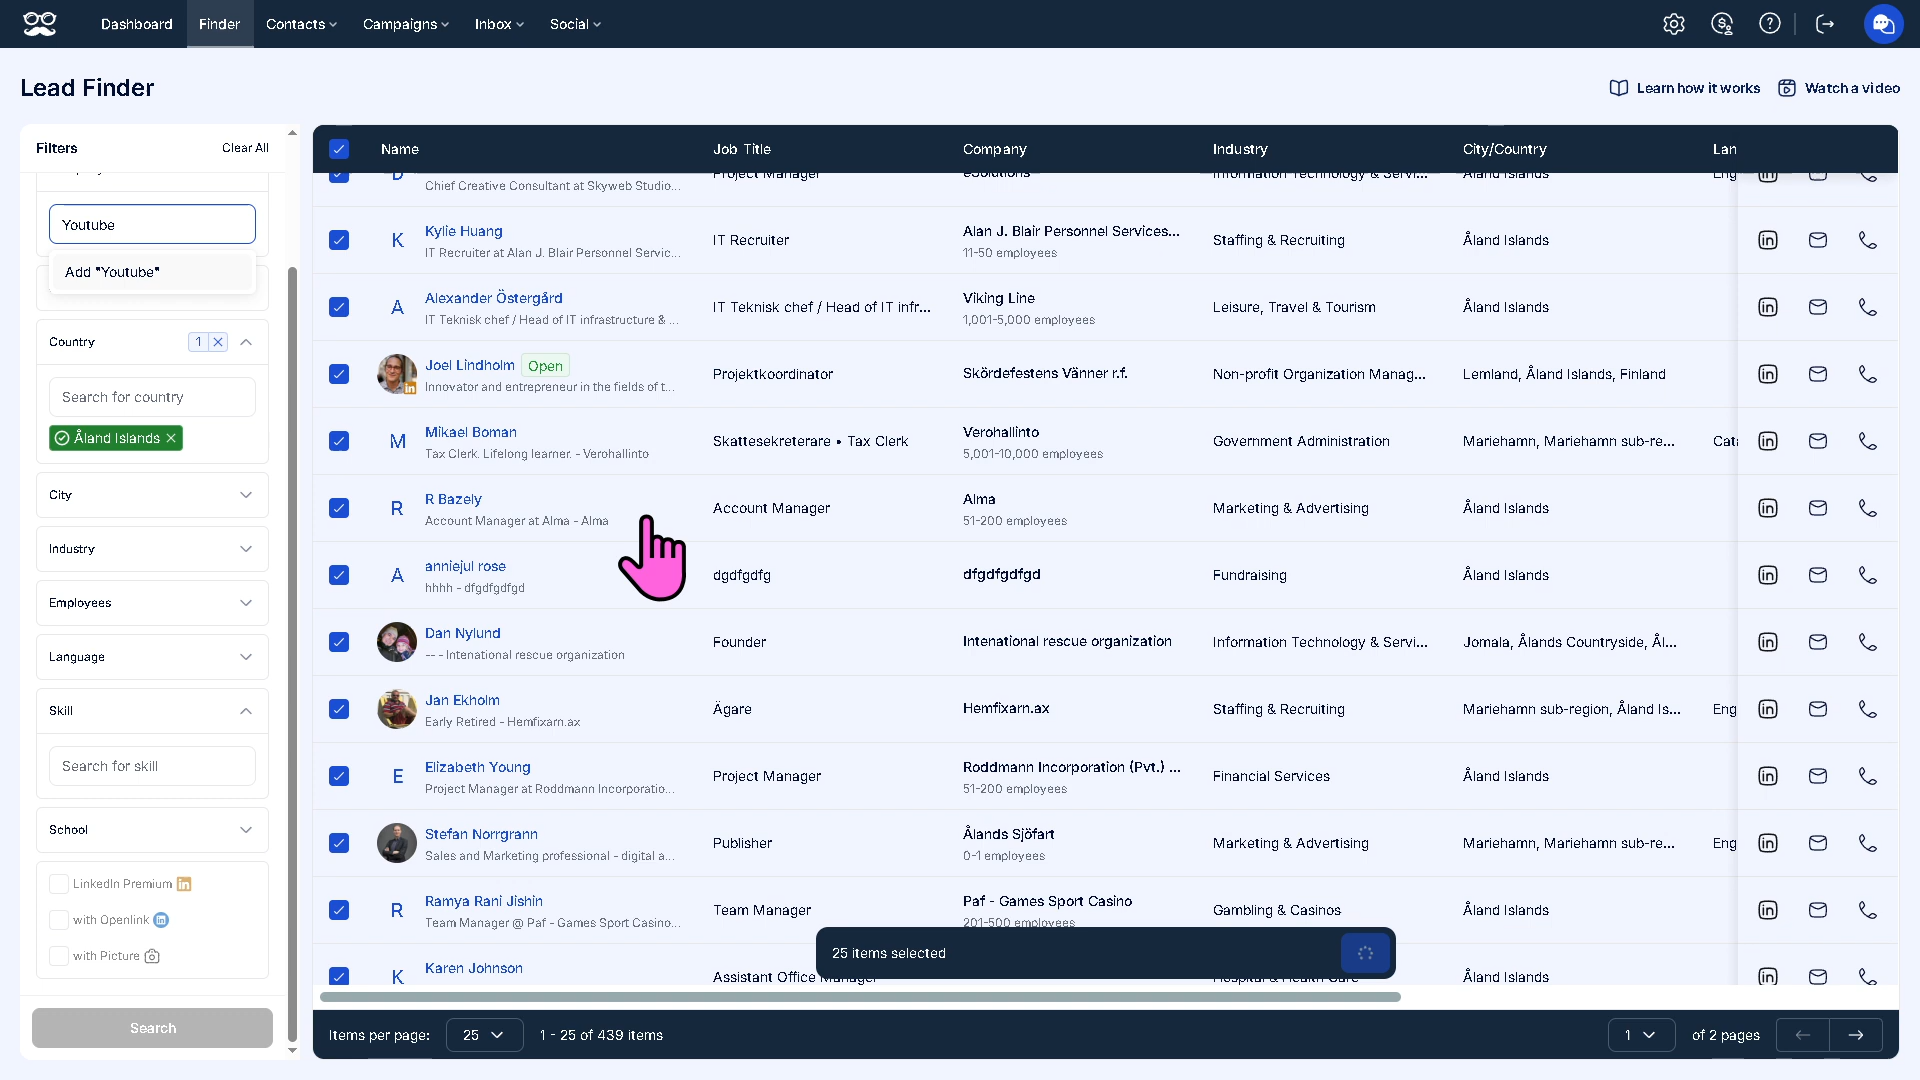 Dashboard
Finder
Contacts
Campaigns
Inbox
Social
Lead Finder
Learn how it works
Watch a video
Filters
Clear All
Youtube
Add "Youtube"
Country
1
Search for country
Åland Islands
City
Industry
Employees
Language
Skill
Search for skill
School
LinkedIn Premium
with Openlink
with Picture
Search
Name
Job Title
Company
Industry
City/Country
Lan
Chief Creative Consultant at Skyweb Studio...
Project Manager
eSolutions
Information Technology & Servi...
Åland Islands
Eng
K
Kylie Huang
IT Recruiter at Alan J. Blair Personnel Servic...
IT Recruiter
Alan J. Blair Personnel Services...
11-50 employees
Staffing & Recruiting
Åland Islands
A
Alexander Östergård
IT Teknisk chef / Head of IT infrastructure & ...
IT Teknisk chef / Head of IT infr...
Viking Line
1,001-5,000 employees
Leisure, Travel & Tourism
Åland Islands
Joel Lindholm
Open
Innovator and entrepreneur in the fields of t...
Projektkoordinator
Skördefestens Vänner r.f.
Non-profit Organization Manag...
Lemland, Åland Islands, Finland
M
Mikael Boman
Tax Clerk. Lifelong learner. - Verohallinto
Skattesekreterare • Tax Clerk
Verohallinto
5,001-10,000 employees
Government Administration
Mariehamn, Mariehamn sub-re...
Cat
R
R Bazely
Account Manager at Alma - Alma
Account Manager
Alma
51-200 employees
Marketing & Advertising
Åland Islands
A
anniejul rose
hhhh - dfgdfgdfgd
dgdfgdfg
dfgdfgdfgd
Fundraising
Åland Islands
Dan Nylund
-- - Intenational rescue organization
Founder
Intenational rescue organization
Information Technology & Servi...
Jomala, Ålands Countryside, Ål...
Jan Ekholm
Early Retired - Hemfixarn.ax
Ägare
Hemfixarn.ax
Staffing & Recruiting
Mariehamn sub-region, Åland Is...
Eng
E
Elizabeth Young
Project Manager at Roddmann Incorporatio...
Project Manager
Roddmann Incorporation (Pvt.) ...
51-200 employees
Financial Services
Åland Islands
Stefan Norrgrann
Sales and Marketing professional - digital a...
Publisher
Ålands Sjöfart
0-1 employees
Marketing & Advertising
Mariehamn, Mariehamn sub-re...
Eng
R
Ramya Rani Jishin
Team Manager @ Paf - Games Sport Casino...
Team Manager
Paf - Games Sport Casino
201-500 employees
Gambling & Casinos
Åland Islands
K
Karen Johnson
Assistant Office Manager
Hospital & Health Care
Åland Islands
25 items selected
Items per page:
25
1 - 25 of 439 items
1
of 2 pages